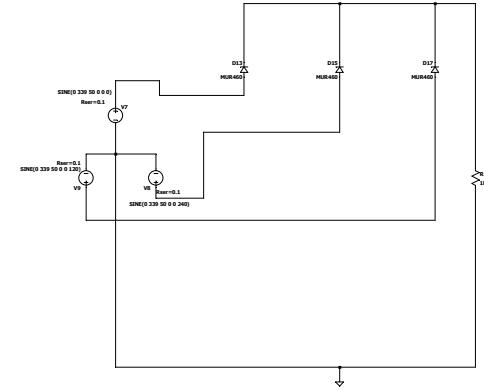 D13
D15
D17
MUR460
MUR460
MUR460
SINE(0 339 50 0 0 0)
Rser=0.1
V7
Rser=0.1
SINE(0 339 50 0 0 120)
V9
V8
Rser=0.1
SINE(0 339 50 0 0 240)